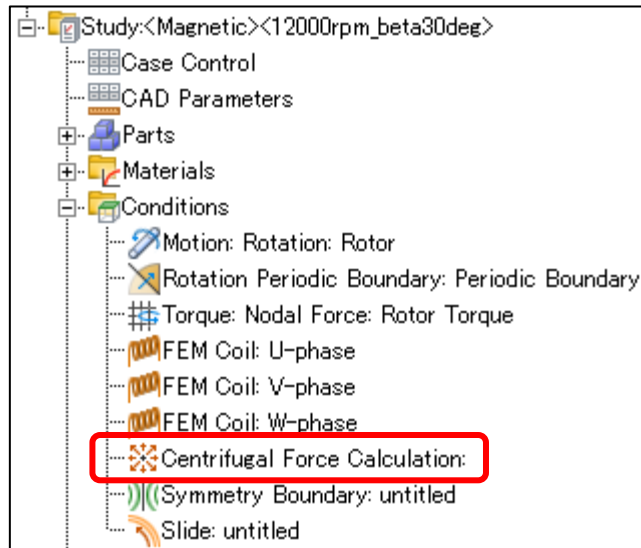 Study:<Magnetic><12000rpm_beta30deg>
Case Control
CAD Parameters
Parts
Materials
Conditions
Motion: Rotation: Rotor
Rotation Periodic Boundary: Periodic Boundary
Torque: Nodal Force: Rotor Torque
FEM Coil: U-phase
FEM Coil: V-phase
FEM Coil: W-phase
Centrifugal Force Calculation:
Symmetry Boundary: untitled
Slide: untitled